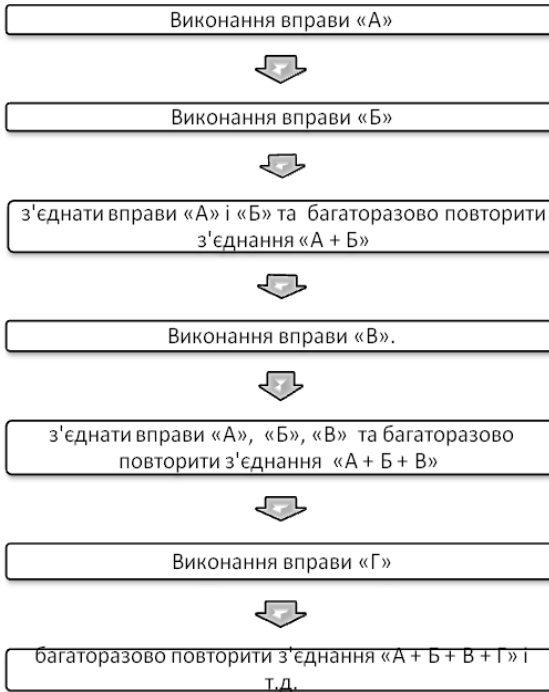 Виконання вправи «А»
Виконання вправи «Б»
з'єднати вправи «А» і «Б» та багаторазово повторити
з'єднання «А + Б»
Виконання вправи «В».
з'єднати вправи «А», «Б», «В» та багаторазово
повторити з'єднання «А + Б + В»
Виконання вправи «Г»
багаторазово повторити з'єднання «А + Б + В + Г» і
т.д.